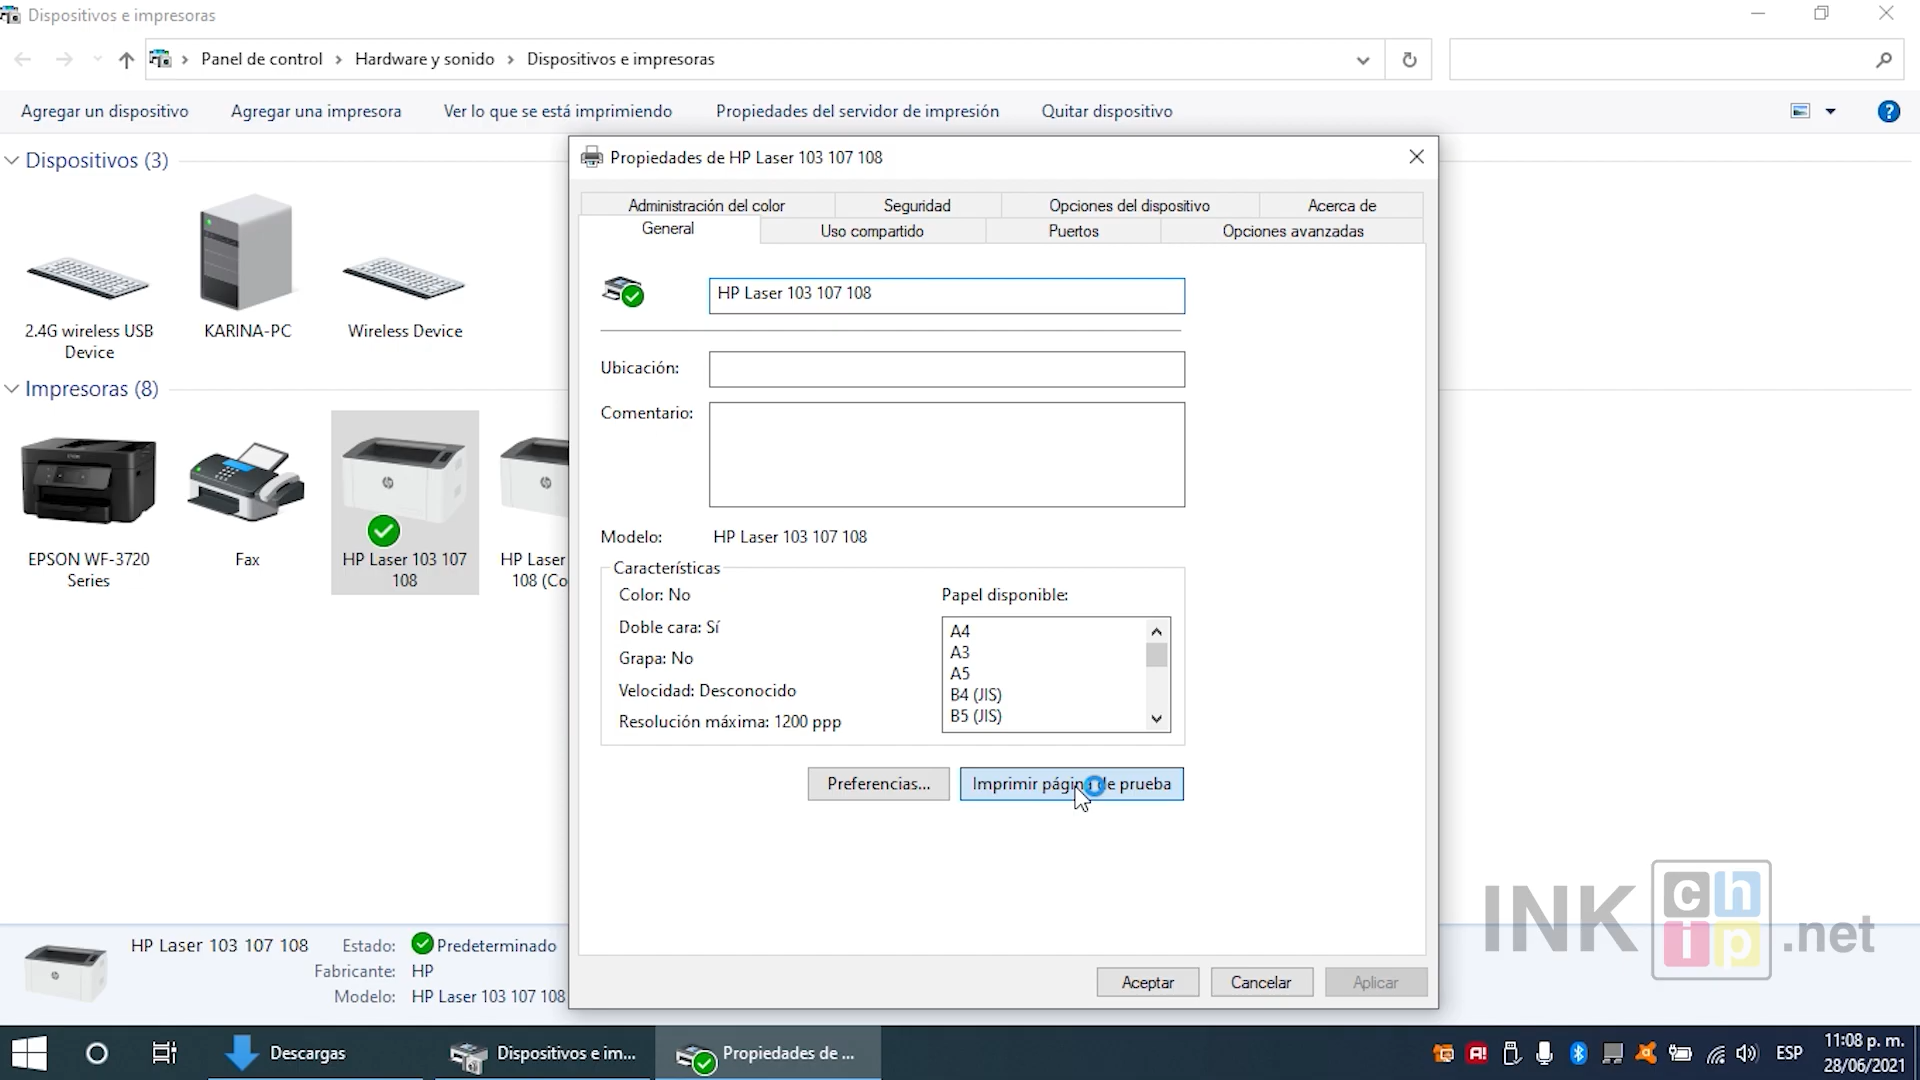 Dispositivos e impresoras
Panel de control > Hardware y sonido > Dispositivos e impresoras
Agregar un dispositivo
Agregar una impresora
Ver lo que se está imprimiendo
Propiedades del servidor de impresión
Quitar dispositivo
Dispositivos (3)
2.4G wireless USB
Device
KARINA-PC
Wireless Device
Impresoras (8)
EPSON WF-3720
Series
Fax
HP Laser 103 107
108
HP Laser
108 (Co
Propiedades de HP Laser 103 107 108
Administración del color
Seguridad
Opciones del dispositivo
Acerca de
General
Uso compartido
Puertos
Opciones avanzadas
HP Laser 103 107 108
Ubicación:
Comentario:
Modelo: HP Laser 103 107 108
Características
Color: No
Doble cara: Sí
Grapa: No
Velocidad: Desconocido
Resolución máxima: 1200 ppp
Papel disponible:
A4
A3
A5
B4 (JIS)
B5 (JIS)
Preferencias...
Imprimir página de prueba
Aceptar
Cancelar
Aplicar
INK chip .net
HP Laser 103 107 108
Estado: Predeterminado
Fabricante: HP
Modelo: HP Laser 103 107 108
Descargas
Dispositivos e im...
Propiedades de ...
ESP
11:08 p. m.
28/06/2021